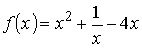 f(x) = x² + 1/x − 4x